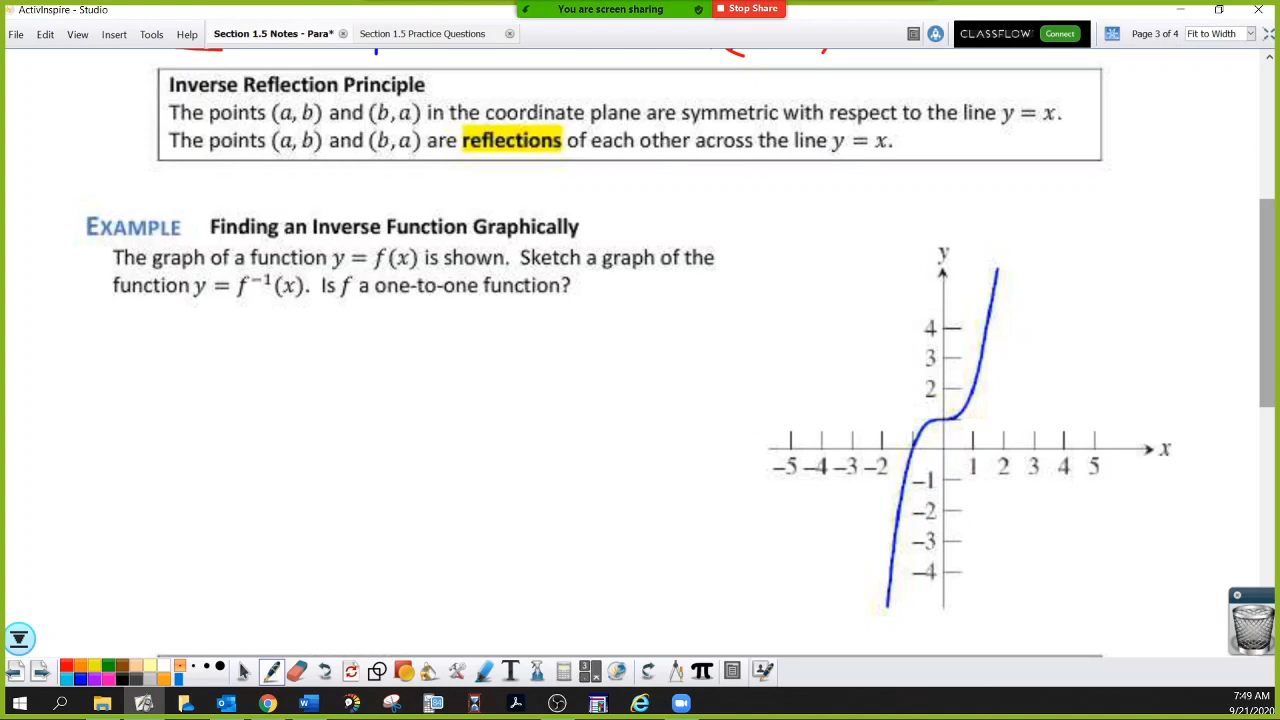 ActivInspire - Studio
You are screen sharing
Stop Share
File Edit View Insert Tools Help
Section 1.5 Notes - Para*
Section 1.5 Practice Questions
CLASSFLOW Connect
Page 3 of 4
Fit to Width
Inverse Reflection Principle
The points (a, b) and (b, a) in the coordinate plane are symmetric with respect to the line y = x.
The points (a, b) and (b, a) are reflections of each other across the line y = x.
EXAMPLE Finding an Inverse Function Graphically
The graph of a function y = f(x) is shown. Sketch a graph of the
function y = f⁻¹(x). Is f a one-to-one function?
y
4
3
2
x
-5 -4 -3 -2 1 2 3 4 5
-1
-2
-3
-4
7:49 AM
9/21/2020